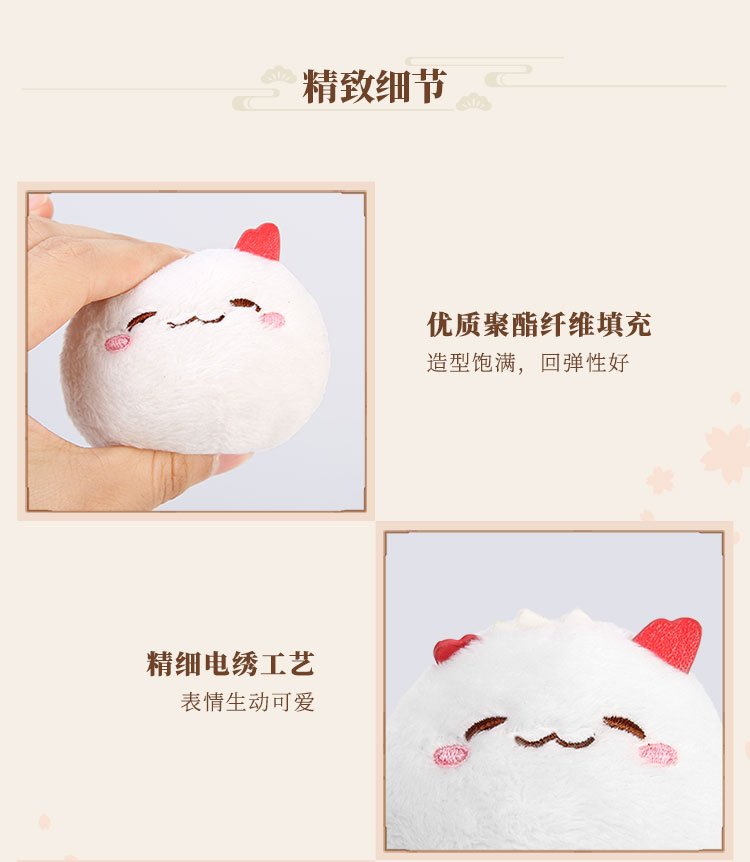 精致细节
优质聚酯纤维填充
造型饱满，回弹性好
精细电绣工艺
表情生动可爱